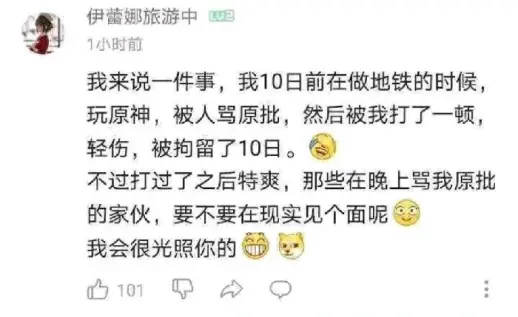 伊蕾娜旅游中 LV2
1小时前
我来说一件事，我10日前在做地铁的时候，
玩原神，被人骂原批，然后被我打了一顿，
轻伤，被拘留了10日。
不过打过了之后特爽，那些在晚上骂我原批
的家伙，要不要在现实见个面呢
我会很光照你的
101